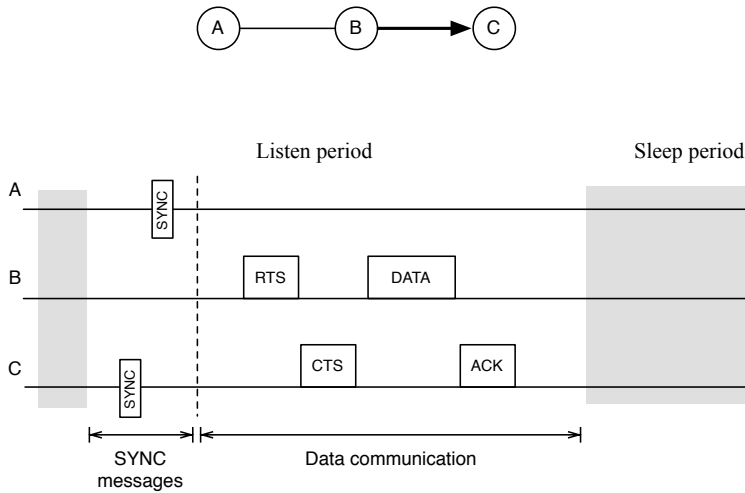 A B C
Listen period Sleep period
A
SYNC
B
RTS DATA
C
SYNC
CTS ACK
SYNC
messages
Data communication